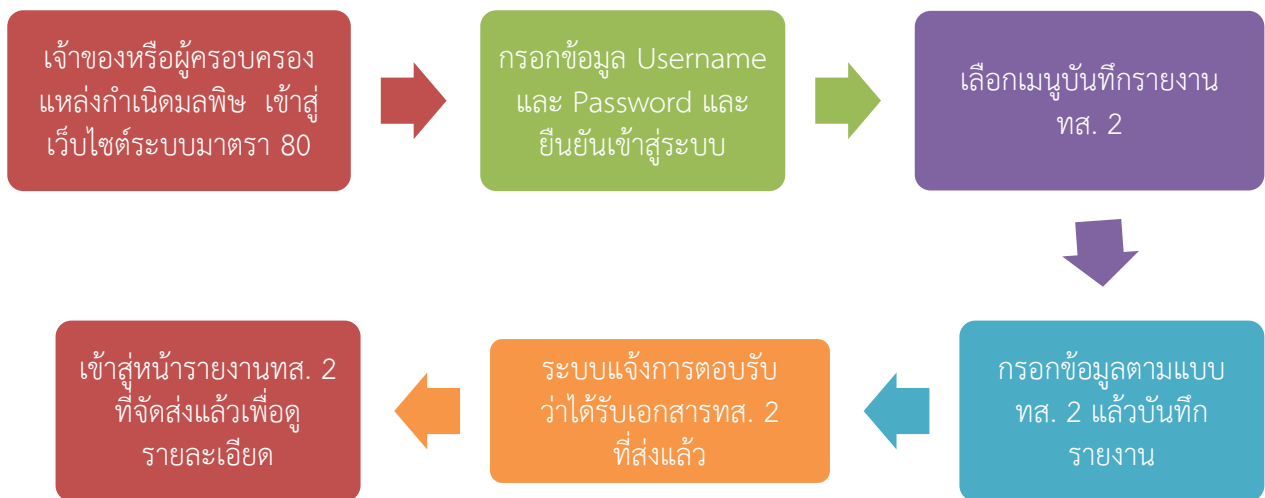 เจ้าของหรือผู้ครอบครอง
แหล่งกำเนิดมลพิษ เข้าสู่
เว็บไซต์ระบบมาตรา 80
กรอกข้อมูล Username
และ Password และ
ยืนยันเข้าสู่ระบบ
เลือกเมนูบันทึกรายงาน
ทส. 2
กรอกข้อมูลตามแบบ
ทส. 2 แล้วบันทึก
รายงาน
ระบบแจ้งการตอบรับ
ว่าได้รับเอกสารทส. 2
ที่ส่งแล้ว
เข้าสู่หน้ารายงานทส. 2
ที่จัดส่งแล้วเพื่อดู
รายละเอียด